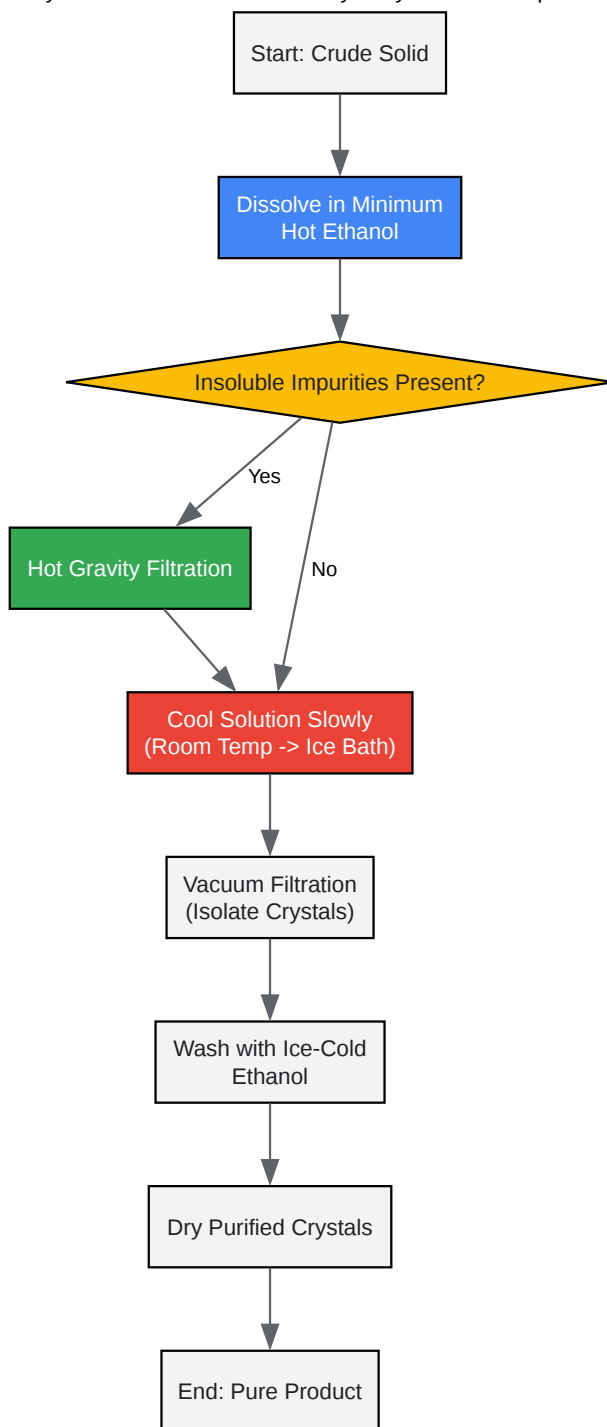 Start: Crude Solid
Dissolve in Minimum
Hot Ethanol
Insoluble Impurities Present?
Yes
Hot Gravity Filtration
No
Cool Solution Slowly
(Room Temp -> Ice Bath)
Vacuum Filtration
(Isolate Crystals)
Wash with Ice-Cold
Ethanol
Dry Purified Crystals
End: Pure Product